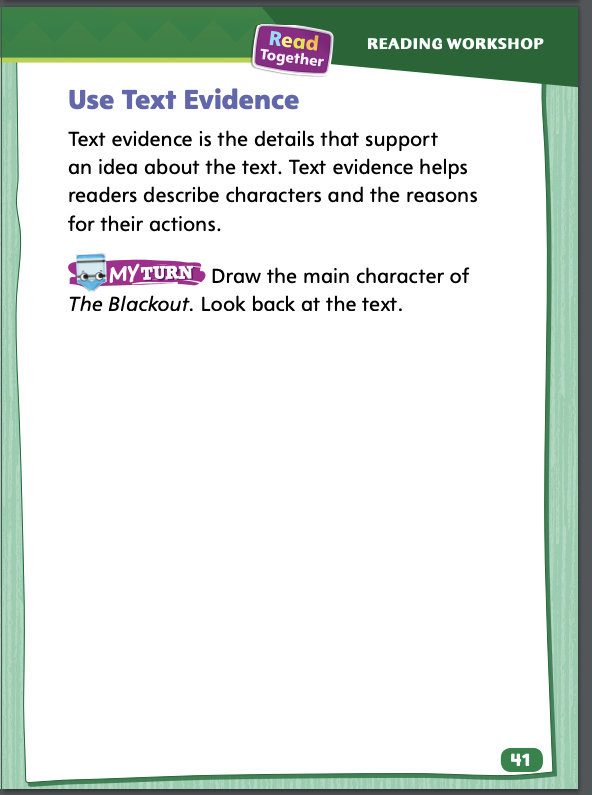 Read
Together
READING WORKSHOP
Use Text Evidence
Text evidence is the details that support
an idea about the text. Text evidence helps
readers describe characters and the reasons
for their actions.
MY TURN Draw the main character of
The Blackout. Look back at the text.
41